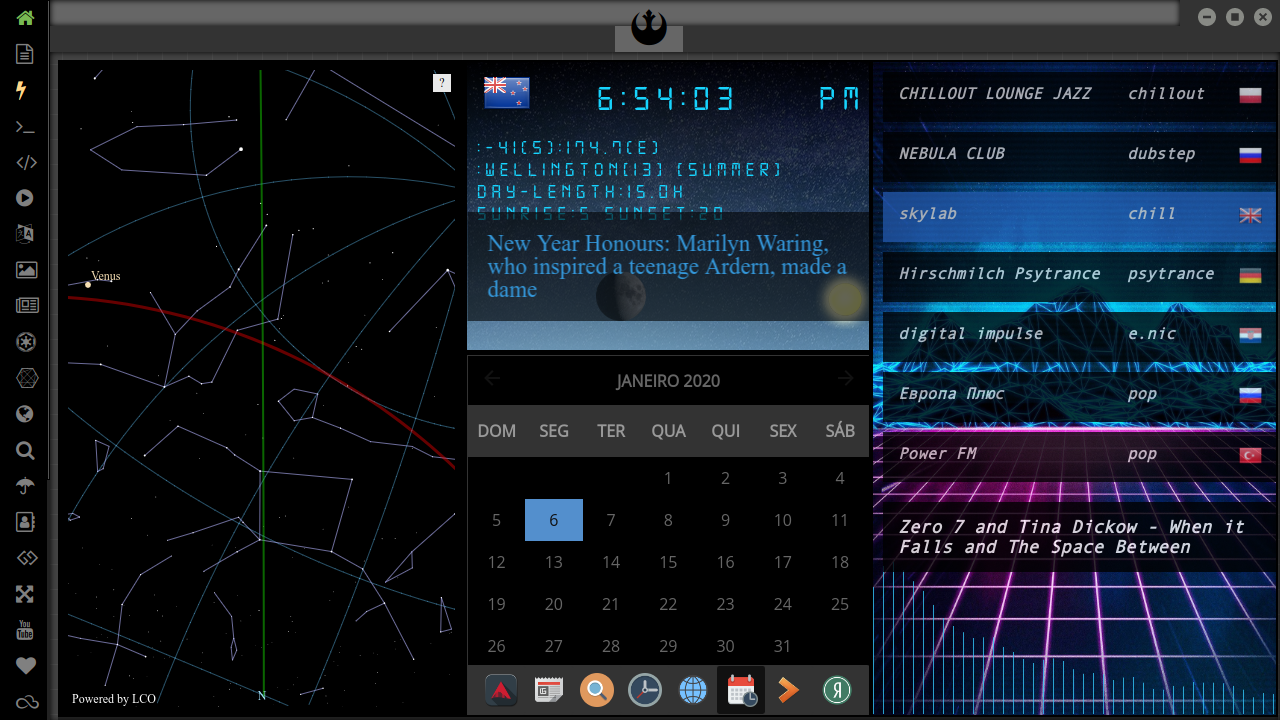 ?
Venus
Powered by LCO
N
6:54:03 PM
:-41(S):174.7(E)
:WELLINGTON(13) (SUMMER)
DAY-LENGTH:15.0H
SUNRISE:5 SUNSET:20
New Year Honours: Marilyn Waring,
who inspired a teenage Ardern, made a
dame
JANEIRO 2020
DOM SEG TER QUA QUI SEX SÁB
1 2 3 4
5 6 7 8 9 10 11
12 13 14 15 16 17 18
19 20 21 22 23 24 25
26 27 28 29 30 31
Я
CHILLOUT LOUNGE JAZZ chillout
NEBULA CLUB dubstep
skylab chill
Hirschmilch Psytrance psytrance
digital impulse e.nic
Европа Плюс pop
Power FM pop
Zero 7 and Tina Dickow - When it
Falls and The Space Between
You
Tube